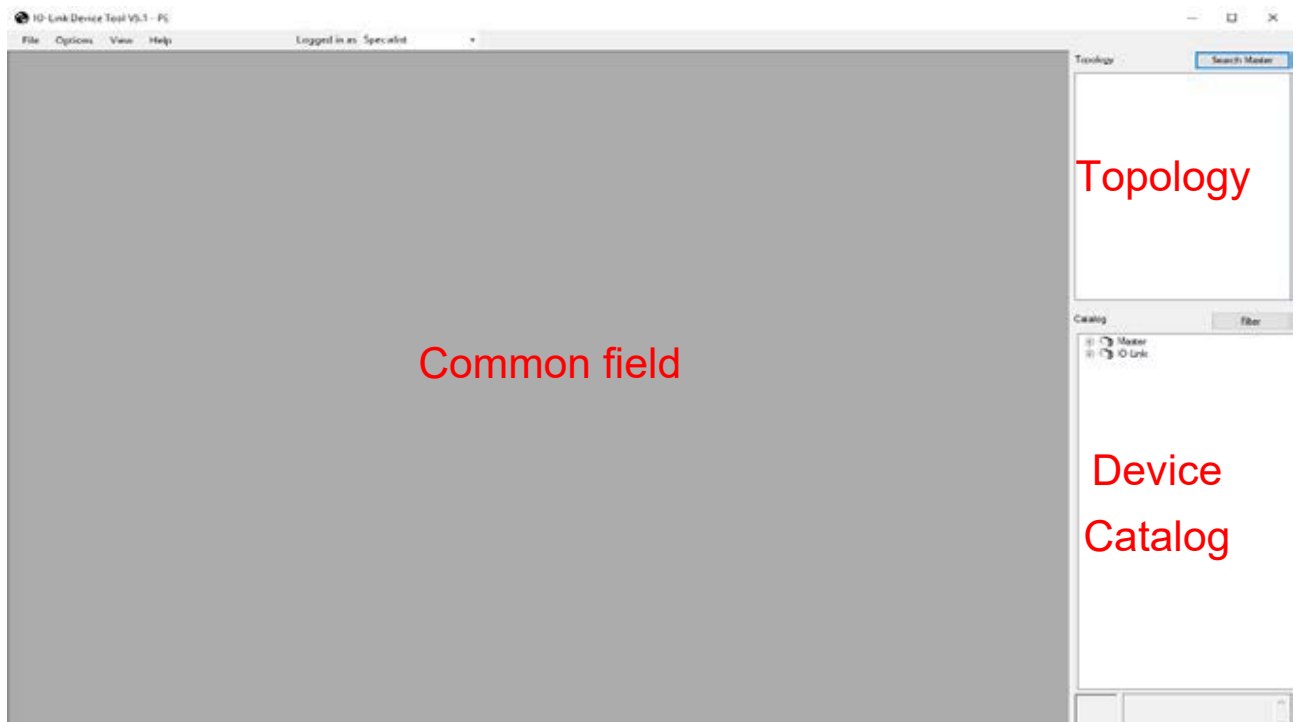 IO-Link Device Tool V5.1 - PE
File Options View Help Logged in as Specialist
Topology Search Master
Topology
Common field
Catalog Filter
Master
IO-Link
Device
Catalog